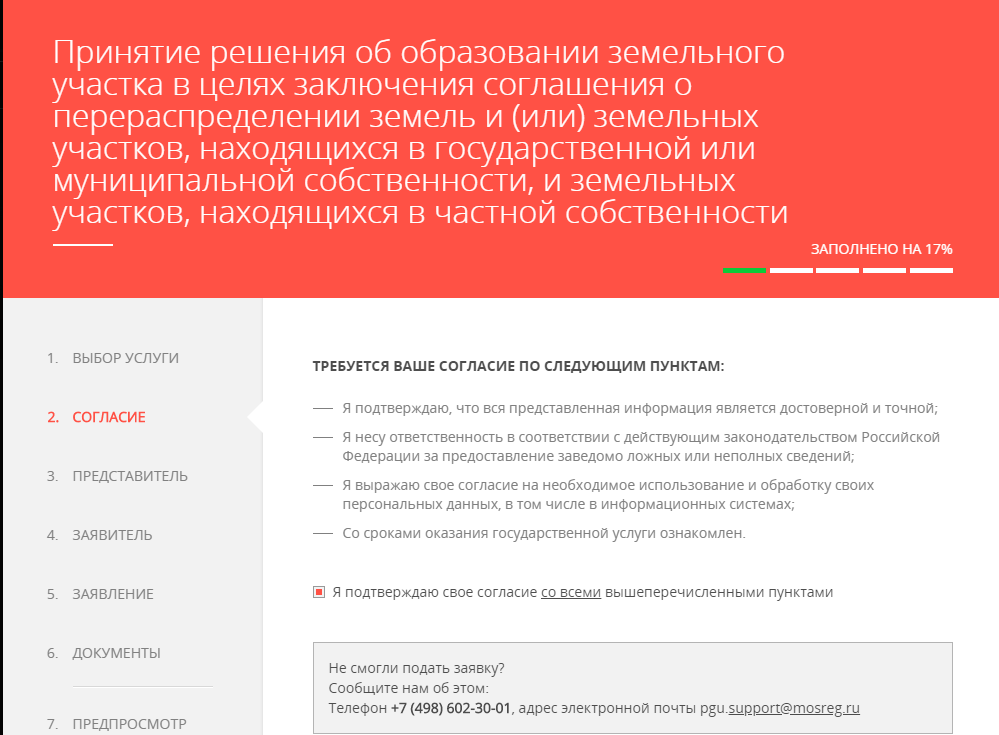 Принятие решения об образовании земельного
участка в целях заключения соглашения о
перераспределении земель и (или) земельных
участков, находящихся в государственной или
муниципальной собственности, и земельных
участков, находящихся в частной собственности
ЗАПОЛНЕНО НА 17%
1. ВЫБОР УСЛУГИ
2. СОГЛАСИЕ
3. ПРЕДСТАВИТЕЛЬ
4. ЗАЯВИТЕЛЬ
5. ЗАЯВЛЕНИЕ
6. ДОКУМЕНТЫ
7. ПРЕДПРОСМОТР
ТРЕБУЕТСЯ ВАШЕ СОГЛАСИЕ ПО СЛЕДУЮЩИМ ПУНКТАМ:
— Я подтверждаю, что вся представленная информация является достоверной и точной;
— Я несу ответственность в соответствии с действующим законодательством Российской
Федерации за предоставление заведомо ложных или неполных сведений;
— Я выражаю свое согласие на необходимое использование и обработку своих
персональных данных, в том числе в информационных системах;
— Со сроками оказания государственной услуги ознакомлен.
Я подтверждаю свое согласие со всеми вышеперечисленными пунктами
Не смогли подать заявку?
Сообщите нам об этом:
Телефон +7 (498) 602-30-01, адрес электронной почты pgu.support@mosreg.ru